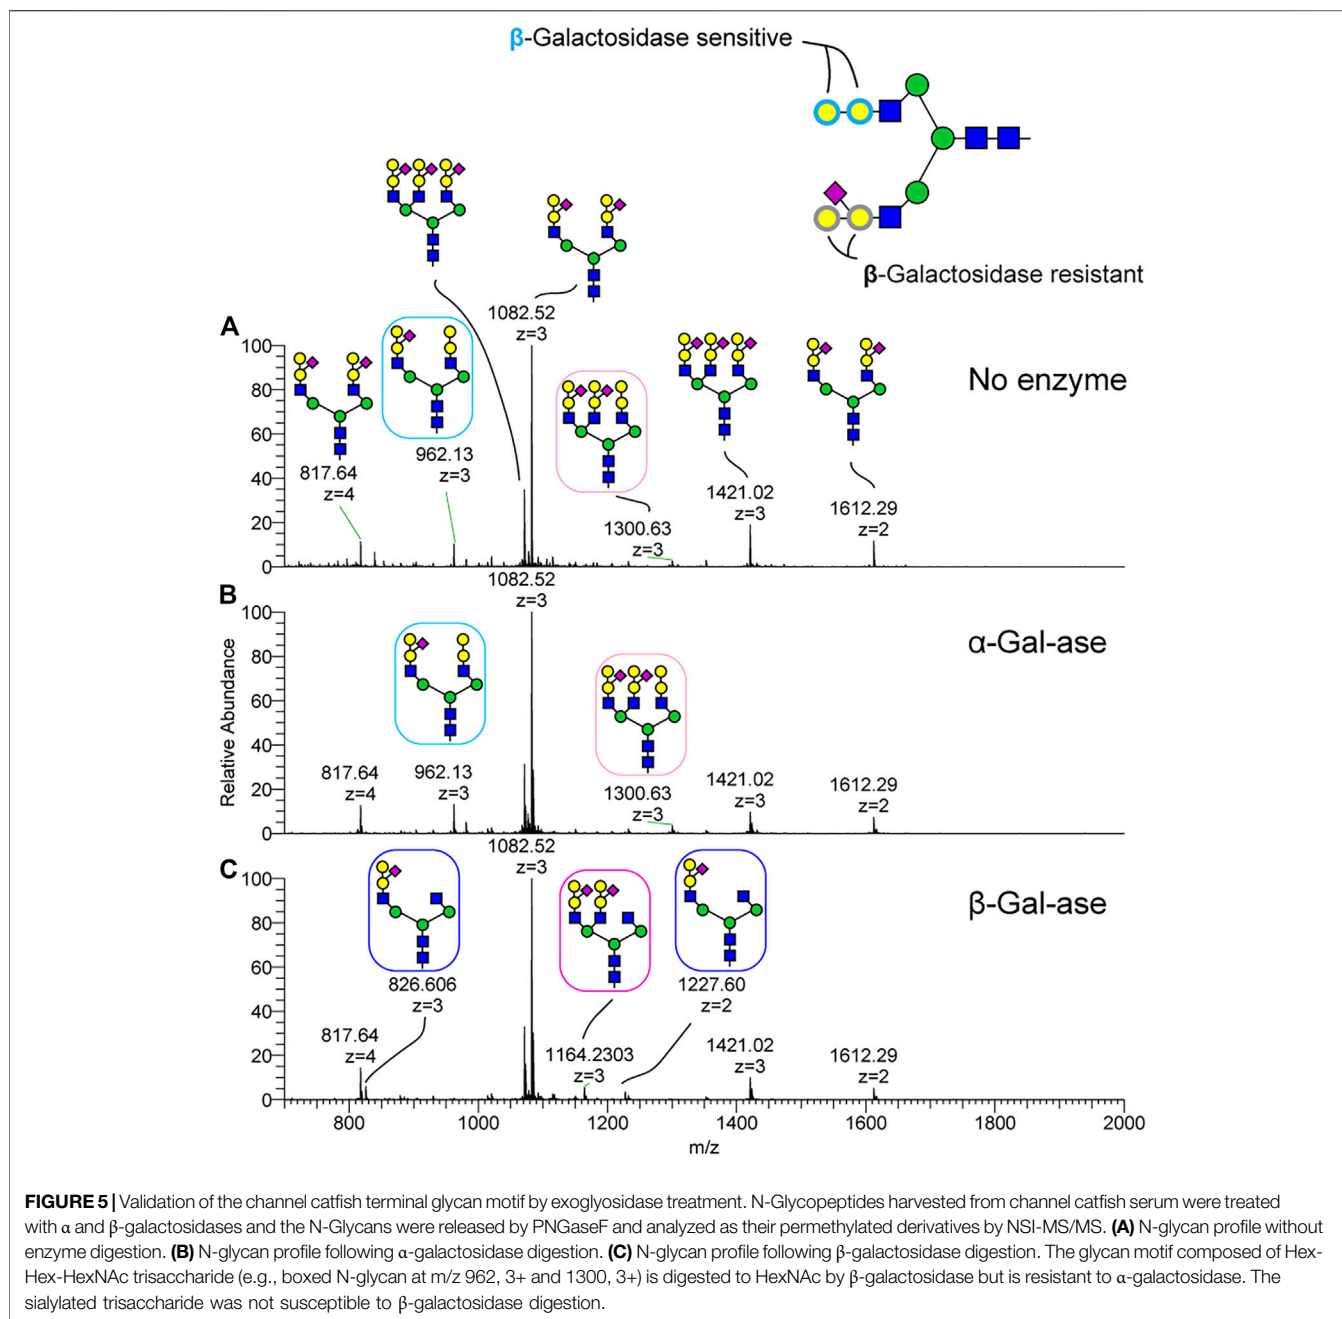 β-Galactosidase sensitive
β-Galactosidase resistant
A
No enzyme
100
80
60
40
20
0
817.64
z=4
962.13
z=3
1082.52
z=3
1300.63
z=3
1421.02
z=3
1612.29
z=2
B
α-Gal-ase
Relative Abundance
100
80
60
40
20
0
817.64
z=4
962.13
z=3
1082.52
z=3
1300.63
z=3
1421.02
z=3
1612.29
z=2
C
β-Gal-ase
100
80
60
40
20
0
817.64
z=4
826.606
z=3
1082.52
z=3
1164.2303
z=3
1227.60
z=2
1421.02
z=3
1612.29
z=2
800 1000 1200 1400 1600 1800 2000
m/z
FIGURE 5 | Validation of the channel catfish terminal glycan motif by exoglyosidase treatment. N-Glycopeptides harvested from channel catfish serum were treated
with α and β-galactosidases and the N-Glycans were released by PNGaseF and analyzed as their permethylated derivatives by NSI-MS/MS. (A) N-glycan profile without
enzyme digestion. (B) N-glycan profile following α-galactosidase digestion. (C) N-glycan profile following β-galactosidase digestion. The glycan motif composed of Hex-
Hex-HexNAc trisaccharide (e.g., boxed N-glycan at m/z 962, 3+ and 1300, 3+) is digested to HexNAc by β-galactosidase but is resistant to α-galactosidase. The
sialylated trisaccharide was not susceptible to β-galactosidase digestion.